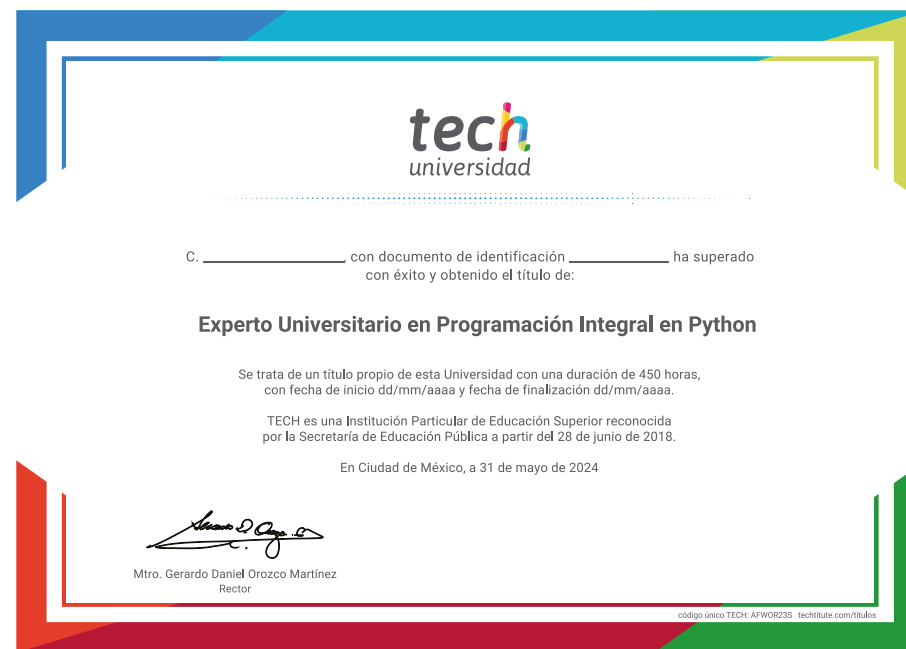 tech
universidad
C. ____________________, con documento de identificación ______________ ha superado
con éxito y obtenido el título de:
Experto Universitario en Programación Integral en Python
Se trata de un título propio de esta Universidad con una duración de 450 horas,
con fecha de inicio dd/mm/aaaa y fecha de finalización dd/mm/aaaa.
TECH es una Institución Particular de Educación Superior reconocida
por la Secretaría de Educación Pública a partir del 28 de junio de 2018.
En Ciudad de México, a 31 de mayo de 2024
Mtro. Gerardo Daniel Orozco Martínez
Rector
código único TECH: AFWOR23S techtitute.com/titulos